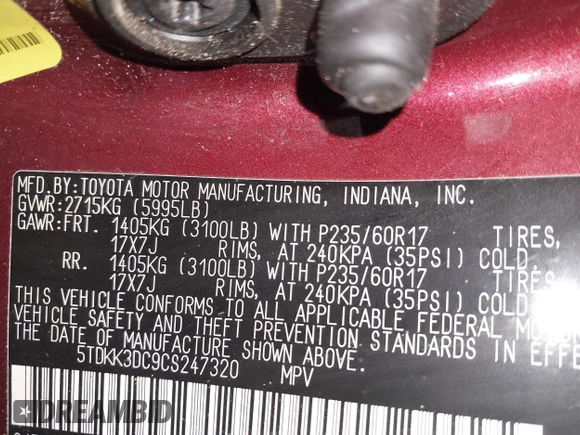 MFD.BY:TOYOTA MOTOR MANUFACTURING, INDIANA, INC.
GVWR:2715KG (5995LB)
GAWR:FRT. 1405KG (3100LB) WITH P235/60R17 TIRES,
17X7J RIMS, AT 240KPA (35PSI) COLD.
RR. 1405KG (3100LB) WITH P235/60R17 TIRES,
17X7J RIMS, AT 240KPA (35PSI) COLD
THIS VEHICLE CONFORMS TO ALL APPLICABLE FEDERAL MOTO
VEHICLE SAFETY AND THEFT PREVENTION STANDARDS IN EFFE
THE DATE OF MANUFACTURE SHOWN ABOVE.
5TDKK3DC9CS247320 MPV
DREAMBID